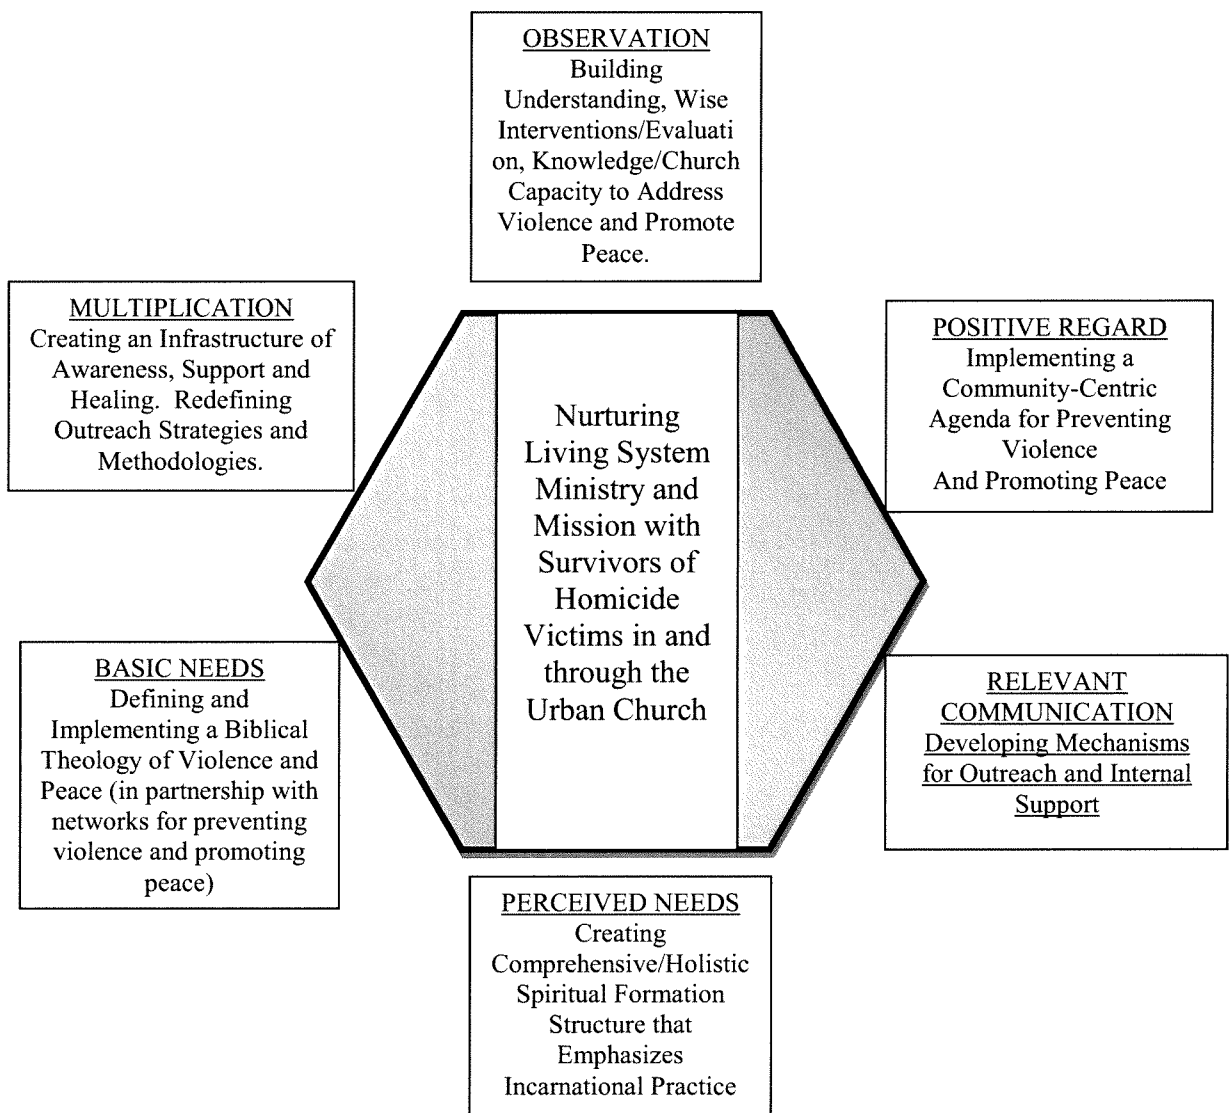 OBSERVATION
Building
Understanding, Wise
Interventions/Evaluati
on, Knowledge/Church
Capacity to Address
Violence and Promote
Peace.
MULTIPLICATION
Creating an Infrastructure of
Awareness, Support and
Healing.  Redefining
Outreach Strategies and
Methodologies.
POSITIVE REGARD
Implementing a
Community-Centric
Agenda for Preventing
Violence
And Promoting Peace
Nurturing
Living System
Ministry and
Mission with
Survivors of
Homicide
Victims in and
through the
Urban Church
BASIC NEEDS
Defining and
Implementing a Biblical
Theology of Violence and
Peace (in partnership with
networks for preventing
violence and promoting
peace)
RELEVANT
COMMUNICATION
Developing Mechanisms
for Outreach and Internal
Support
PERCEIVED NEEDS
Creating
Comprehensive/Holistic
Spiritual Formation
Structure that
Emphasizes
Incarnational Practice